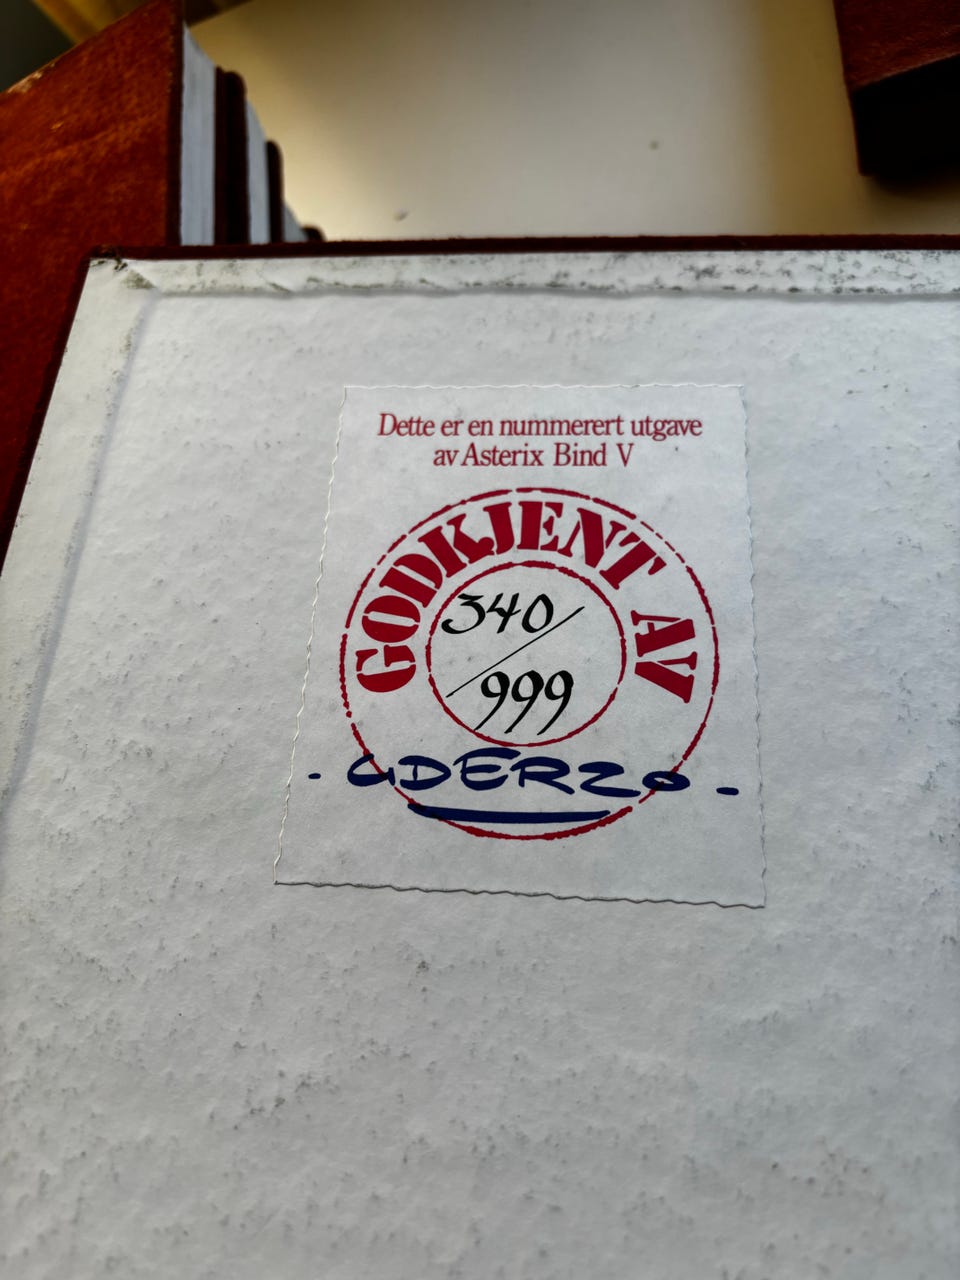 Dette er en nummerert utgave
av Asterix Bind V
GODKJENT AV
340/
999
- UDERZO -